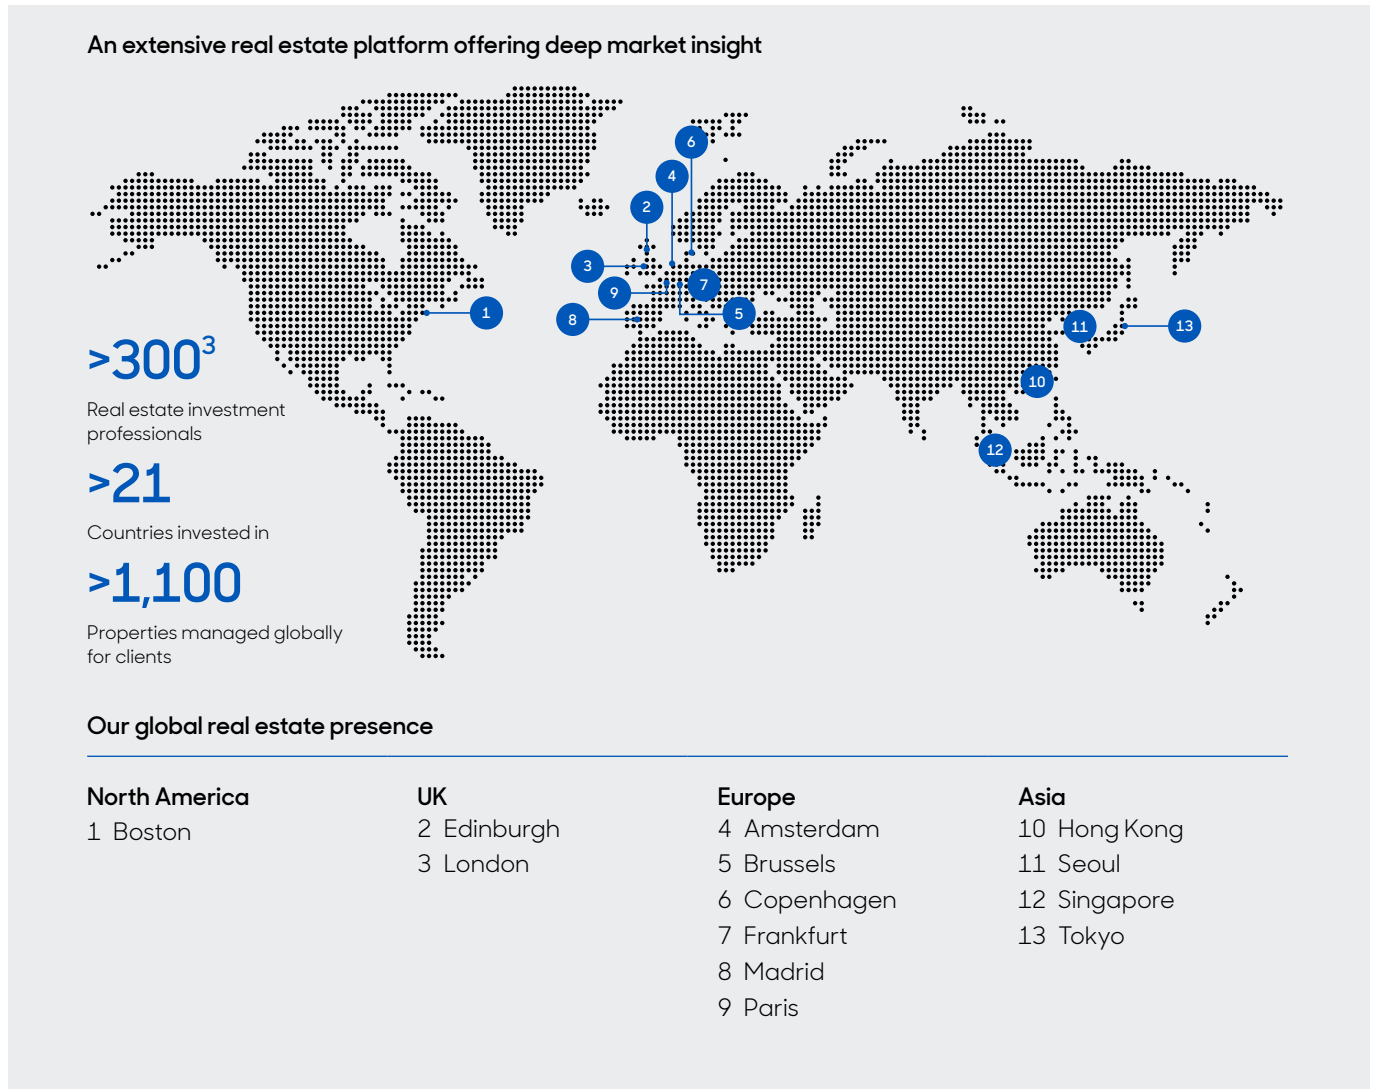 An extensive real estate platform offering deep market insight
6
4
2
3
7
9
1
8
5
11
13
>300³
10
Real estate investment
professionals
12
>21
Countries invested in
>1,100
Properties managed globally
for clients
Our global real estate presence
North America
1 Boston
UK
2 Edinburgh
3 London
Europe
4 Amsterdam
5 Brussels
6 Copenhagen
7 Frankfurt
8 Madrid
9 Paris
Asia
10 Hong Kong
11 Seoul
12 Singapore
13 Tokyo